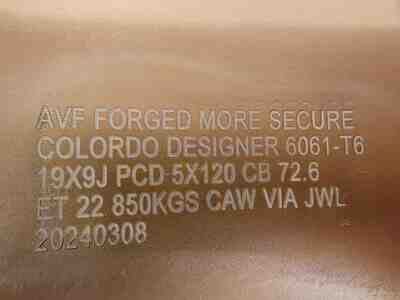 AVF FORGED MORE SECURE
COLORDO DESIGNER 6061-T6
19X9J PCD 5X120 CB 72.6
ET 22 850KGS CAW VIA JWL
20240308